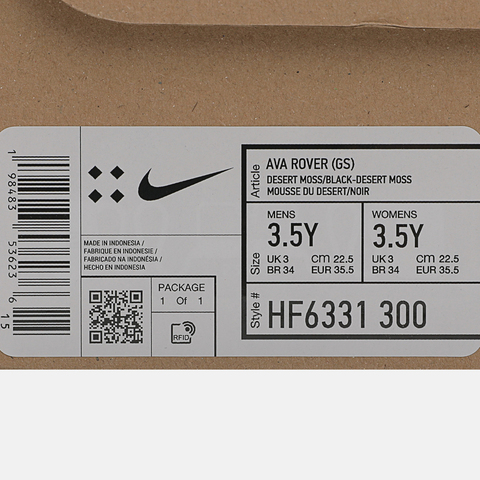 1 98483 53623 6 15
MADE IN INDONESIA /
FABRIQUE EN INDONESIE /
FABRICADO NA INDONÉSIA /
HECHO EN INDONESIA
PACKAGE
1 Of 1
RFID
Article
AVA ROVER (GS)
DESERT MOSS/BLACK-DESERT MOSS
MOUSSE DU DESERT/NOIR
Size
MENS
3.5Y
UK 3 CM 22.5
BR 34 EUR 35.5
WOMENS
3.5Y
UK 3 CM 22.5
BR 34 EUR 35.5
Style #
HF6331 300